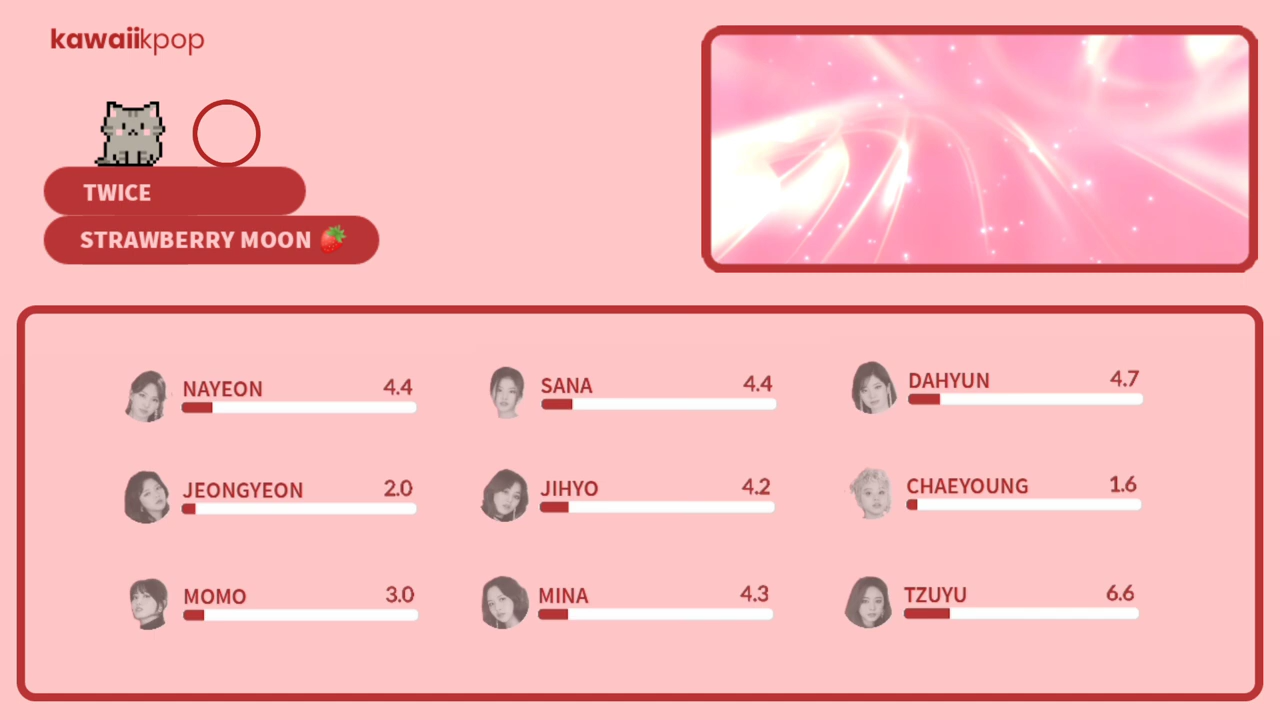 kawaiikpop
TWICE
STRAWBERRY MOON 🍓
NAYEON 4.4
SANA 4.4
DAHYUN 4.7
JEONGYEON 2.0
JIHYO 4.2
CHAEYOUNG 1.6
MOMO 3.0
MINA 4.3
TZUYU 6.6